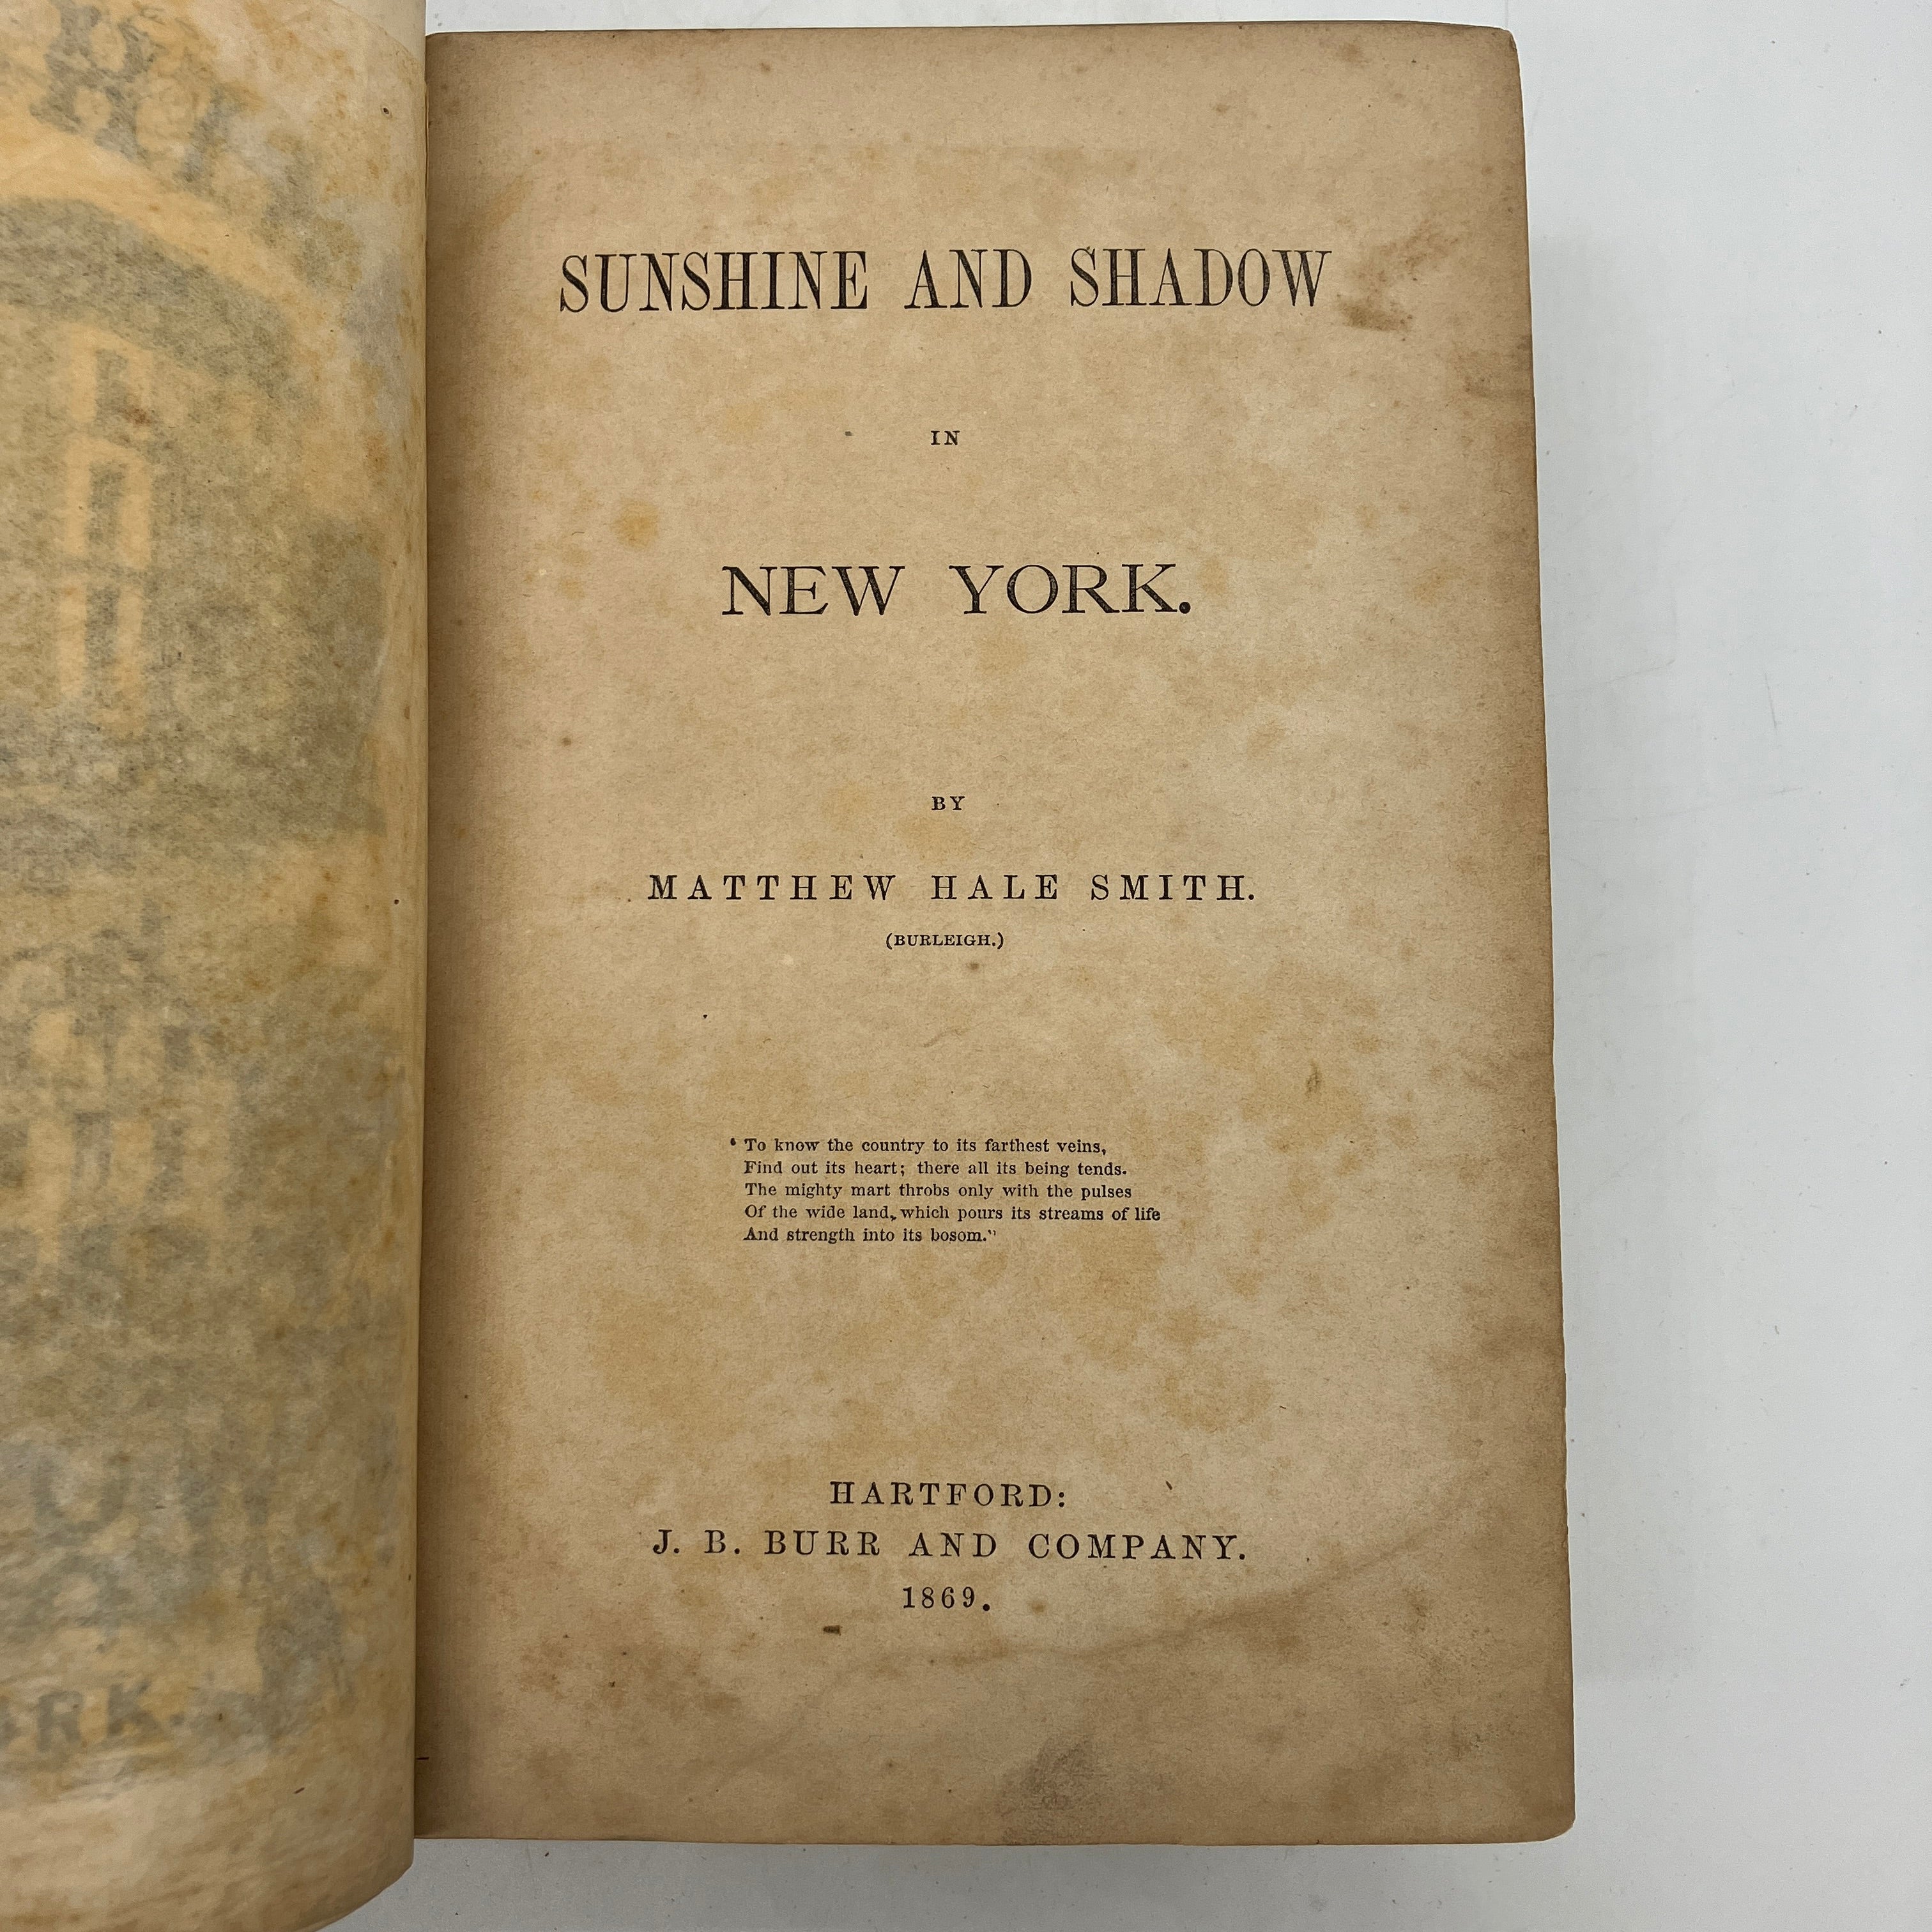 SUNSHINE AND SHADOW
IN
NEW YORK.
BY
MATTHEW HALE SMITH.
(BURLEIGH.)
‘ To know the country to its farthest veins,
Find out its heart; there all its being tends.
The mighty mart throbs only with the pulses
Of the wide land, which pours its streams of life
And strength into its bosom.”
HARTFORD:
J. B. BURR AND COMPANY.
1869.